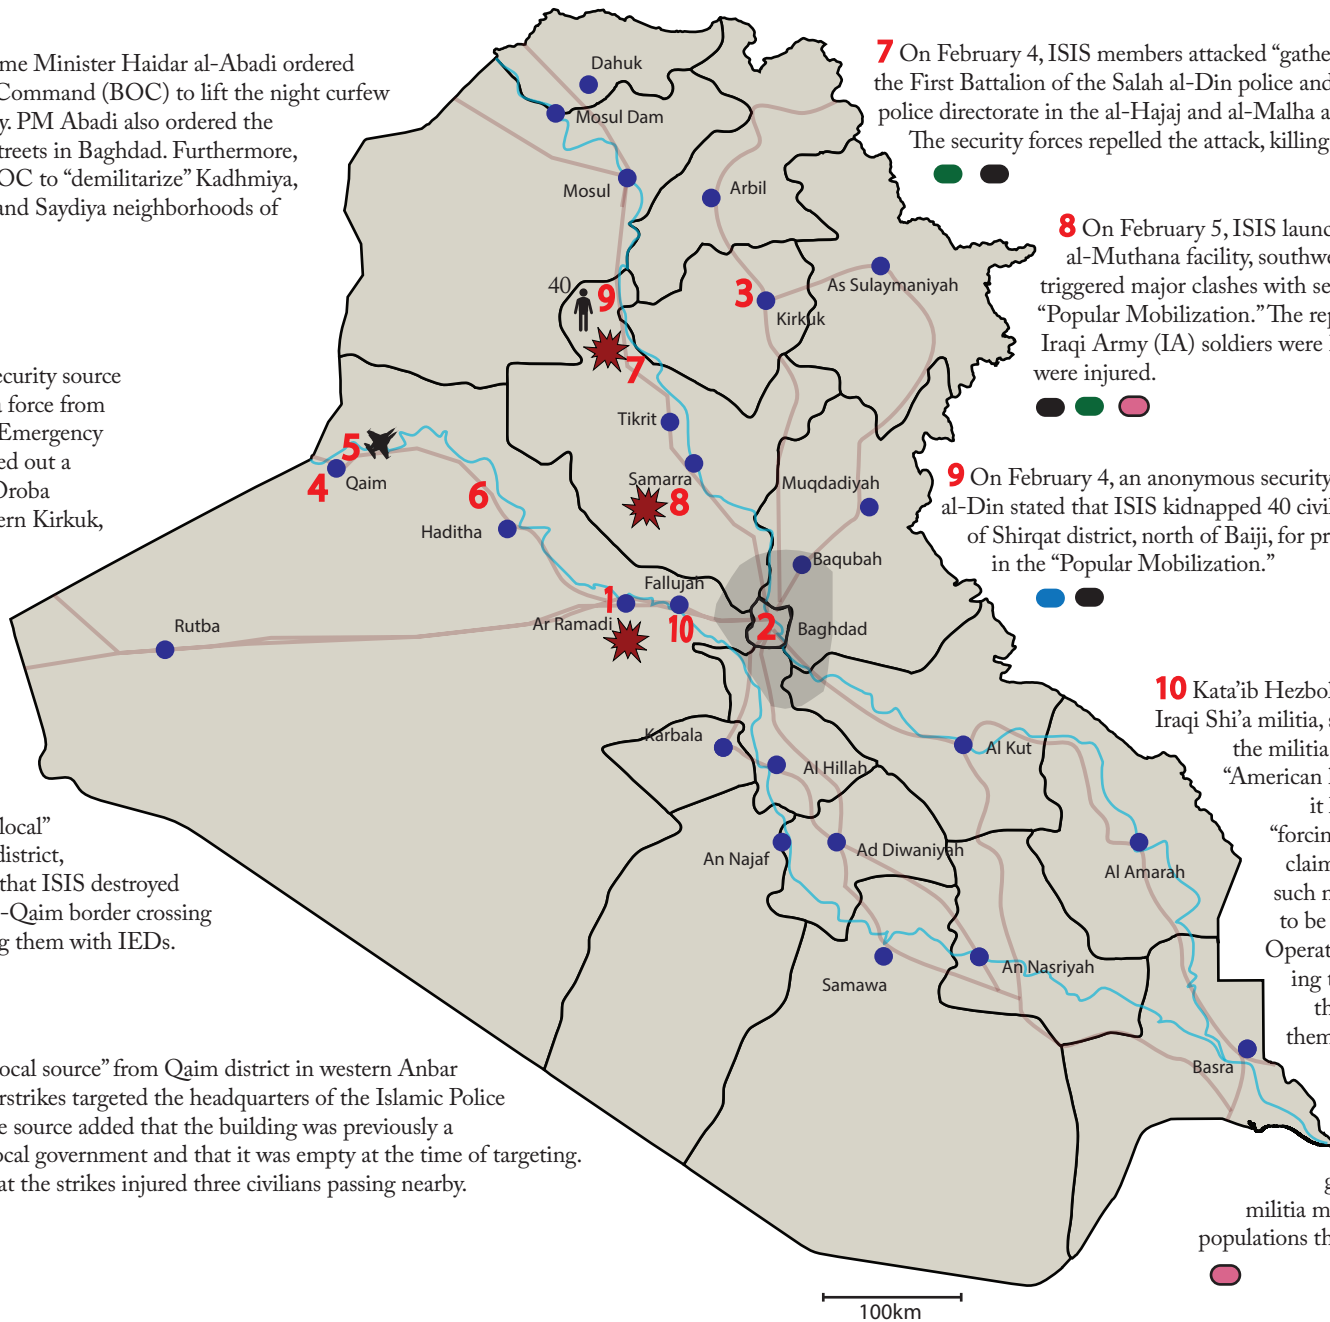 me Minister Haidar al-Abadi ordered
Command (BOC) to lift the night curfew
y. PM Abadi also ordered the
treets in Baghdad. Furthermore,
OC to “demilitarize” Kadhmiya,
and Saydiya neighborhoods of
ecurity source
a force from
Emergency
ed out a
Oroba
ern Kirkuk,
local”
district,
that ISIS destroyed
-Qaim border crossing
g them with IEDs.
ocal source” from Qaim district in western Anbar
rstrikes targeted the headquarters of the Islamic Police
e source added that the building was previously a
ocal government and that it was empty at the time of targeting.
at the strikes injured three civilians passing nearby.
Dahuk
Mosul Dam
Mosul
Arbil
As Sulaymaniyah
40
9
3
Kirkuk
7
Tikrit
5
4
Qaim
6
Haditha
Samarra
8
Muqdadiyah
Baqubah
Fallujah
1
Ar Ramadi
10
2
Baghdad
Rutba
Karbala
Al Hillah
Al Kut
An Najaf
Ad Diwaniyah
Al Amarah
Samawa
An Nasriyah
Basra
100km
7 On February 4, ISIS members attacked “gathe
the First Battalion of the Salah al-Din police and
police directorate in the al-Hajaj and al-Malha a
The security forces repelled the attack, killing
8 On February 5, ISIS launc
al-Muthana facility, southwe
triggered major clashes with se
“Popular Mobilization.” The rep
Iraqi Army (IA) soldiers were
were injured.
9 On February 4, an anonymous security
al-Din stated that ISIS kidnapped 40 civil
of Shirqat district, north of Baiji, for pr
in the “Popular Mobilization.”
10 Kata’ib Hezbol
Iraqi Shi’a militia, s
the militia
“American
it
“forcin
claim
such m
to be
Operat
ing t
th
them
g
militia m
populations th